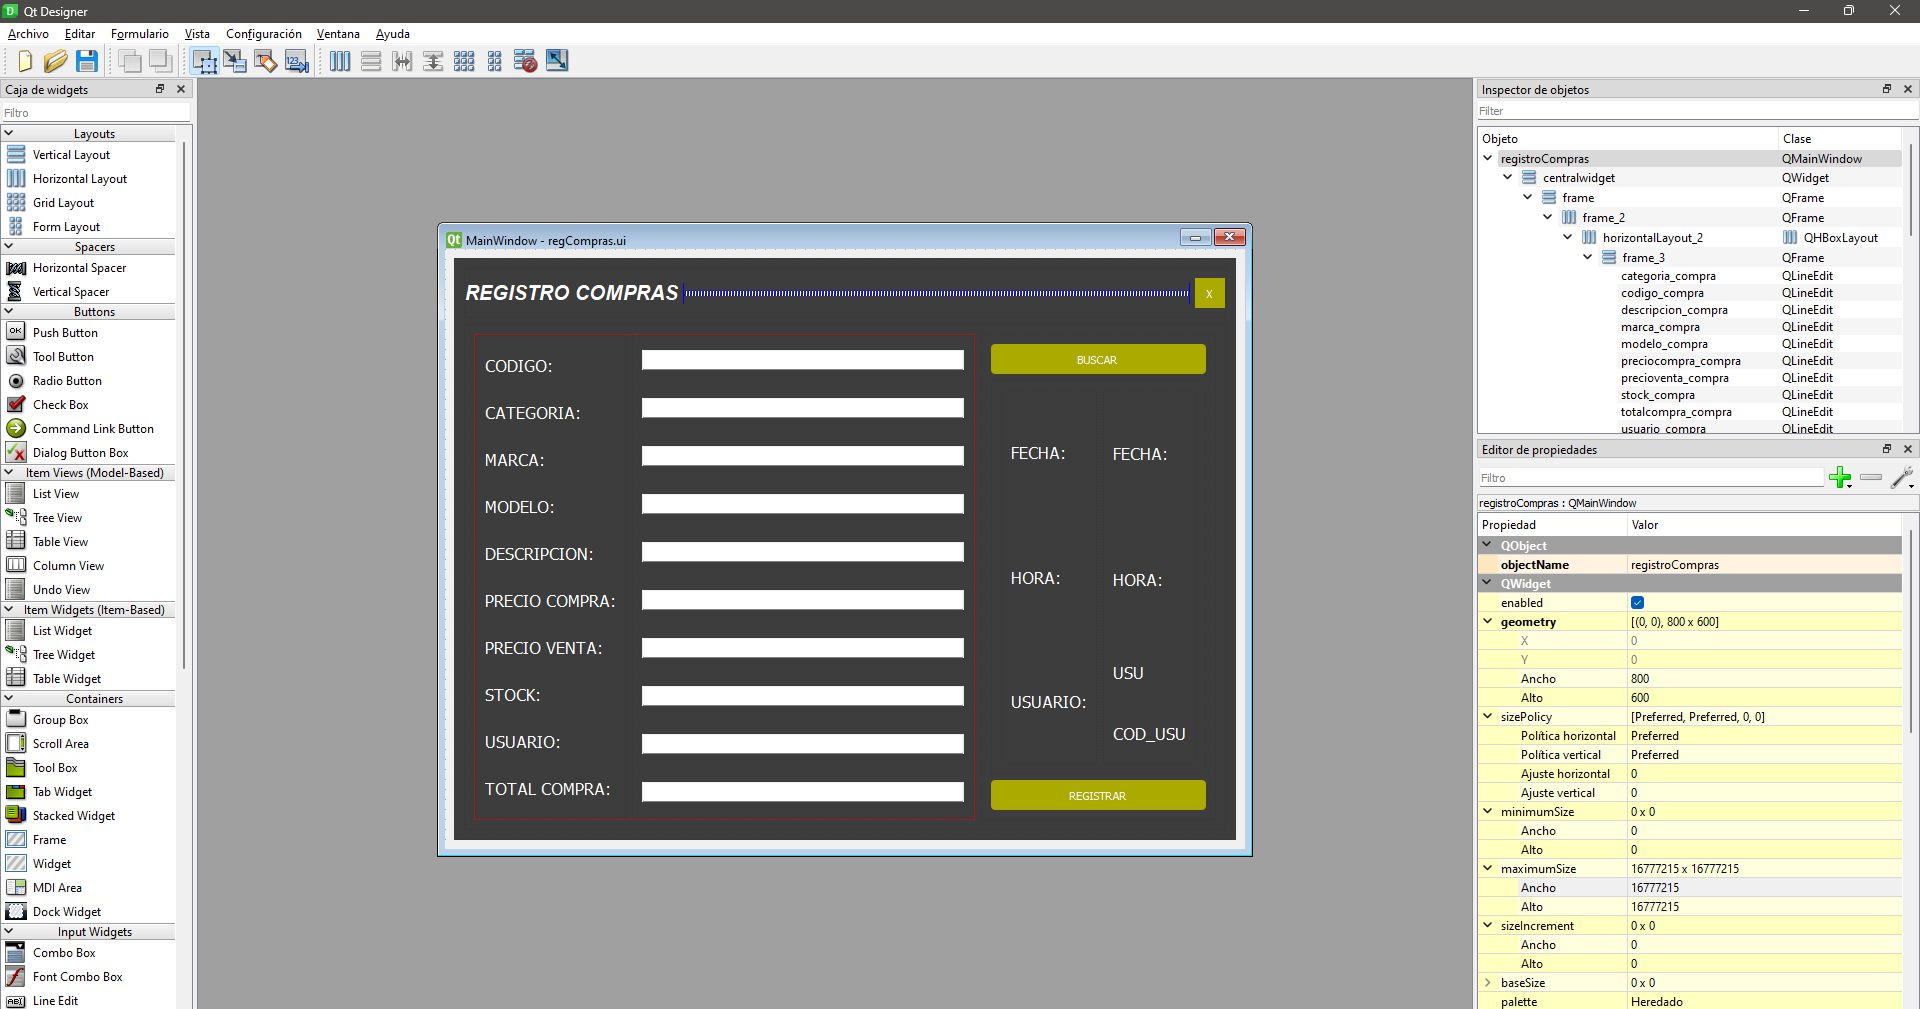 Qt Designer
Archivo Editar Formulario Vista Configuración Ventana Ayuda
Caja de widgets
Filtro
Layouts
Vertical Layout
Horizontal Layout
Grid Layout
Form Layout
Spacers
Horizontal Spacer
Vertical Spacer
Buttons
Push Button
Tool Button
Radio Button
Check Box
Command Link Button
Dialog Button Box
Item Views (Model-Based)
List View
Tree View
Table View
Column View
Undo View
Item Widgets (Item-Based)
List Widget
Tree Widget
Table Widget
Containers
Group Box
Scroll Area
Tool Box
Tab Widget
Stacked Widget
Frame
Widget
MDI Area
Dock Widget
Input Widgets
Combo Box
Font Combo Box
Line Edit
MainWindow - regCompras.ui
REGISTRO COMPRAS
X
CODIGO:
CATEGORIA:
MARCA:
MODELO:
DESCRIPCION:
PRECIO COMPRA:
PRECIO VENTA:
STOCK:
USUARIO:
TOTAL COMPRA:
BUSCAR
FECHA: FECHA:
HORA: HORA:
USU
USUARIO:
COD_USU
REGISTRAR
Inspector de objetos
Filter
Objeto Clase
registroCompras QMainWindow
centralwidget QWidget
frame QFrame
frame_2 QFrame
horizontalLayout_2 QHBoxLayout
frame_3 QFrame
categoria_compra QLineEdit
codigo_compra QLineEdit
descripcion_compra QLineEdit
marca_compra QLineEdit
modelo_compra QLineEdit
preciocompra_compra QLineEdit
precioventa_compra QLineEdit
stock_compra QLineEdit
totalcompra_compra QLineEdit
usuario_compra QLineEdit
Editor de propiedades
Filtro
registroCompras : QMainWindow
Propiedad Valor
QObject
objectName registroCompras
QWidget
enabled
geometry [(0, 0), 800 x 600]
X 0
Y 0
Ancho 800
Alto 600
sizePolicy [Preferred, Preferred, 0, 0]
Política horizontal Preferred
Política vertical Preferred
Ajuste horizontal 0
Ajuste vertical 0
minimumSize 0 x 0
Ancho 0
Alto 0
maximumSize 16777215 x 16777215
Ancho 16777215
Alto 16777215
sizeIncrement 0 x 0
Ancho 0
Alto 0
baseSize 0 x 0
palette Heredado